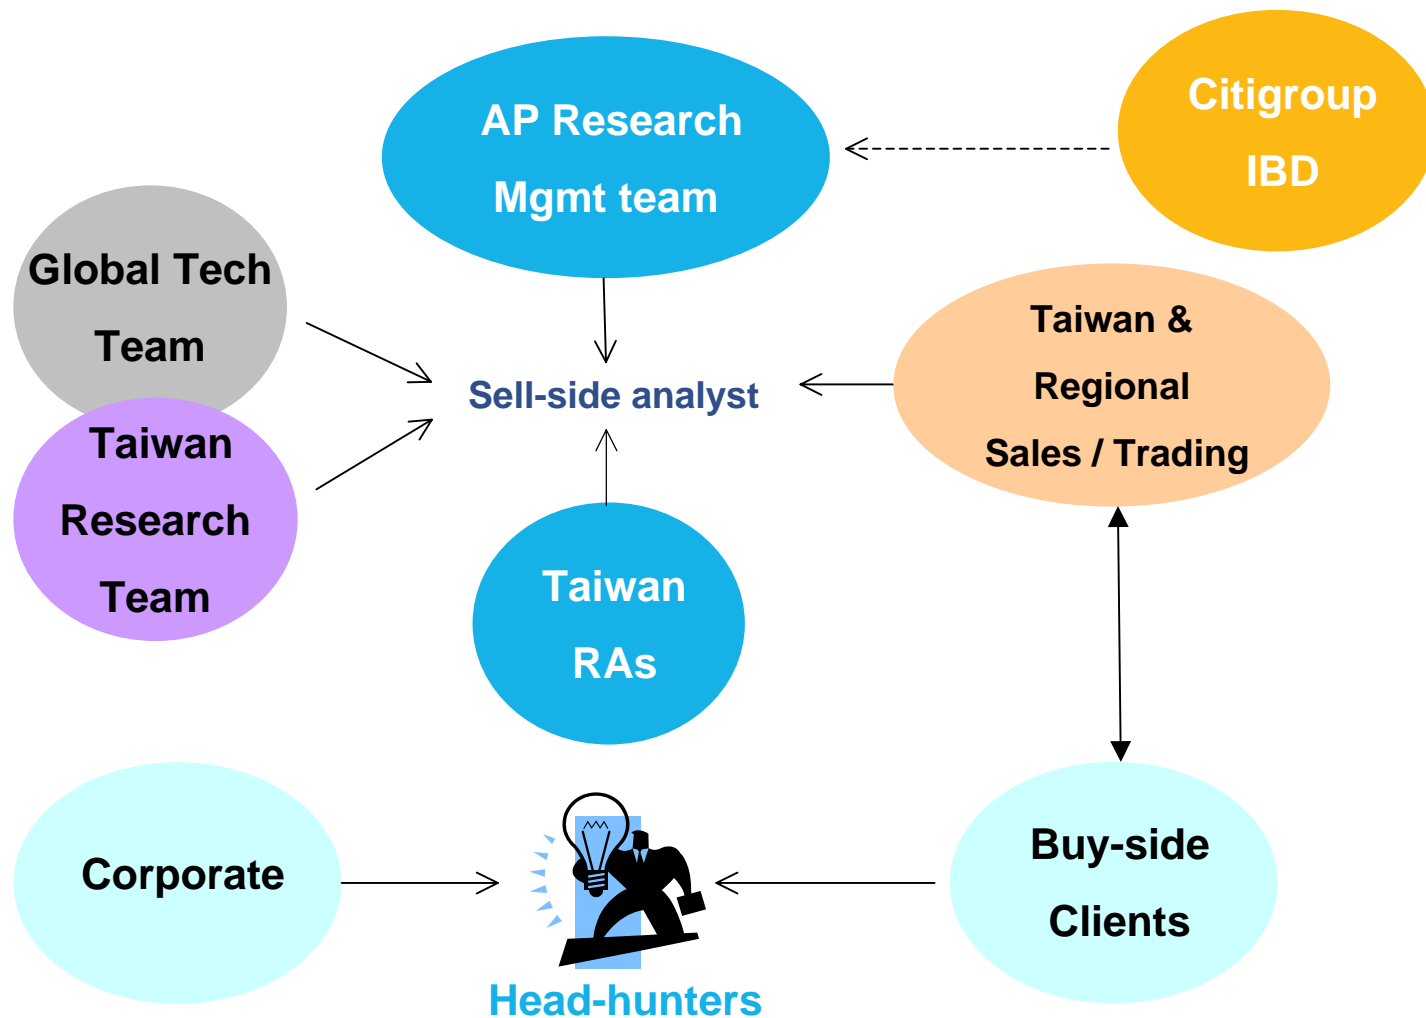 AP Research
Mgmt team
Citigroup
IBD
Global Tech
Team
Taiwan &
Regional
Sales / Trading
Sell-side analyst
Taiwan
Research
Team
Taiwan
RAs
Corporate
Buy-side
Clients
Head-hunters